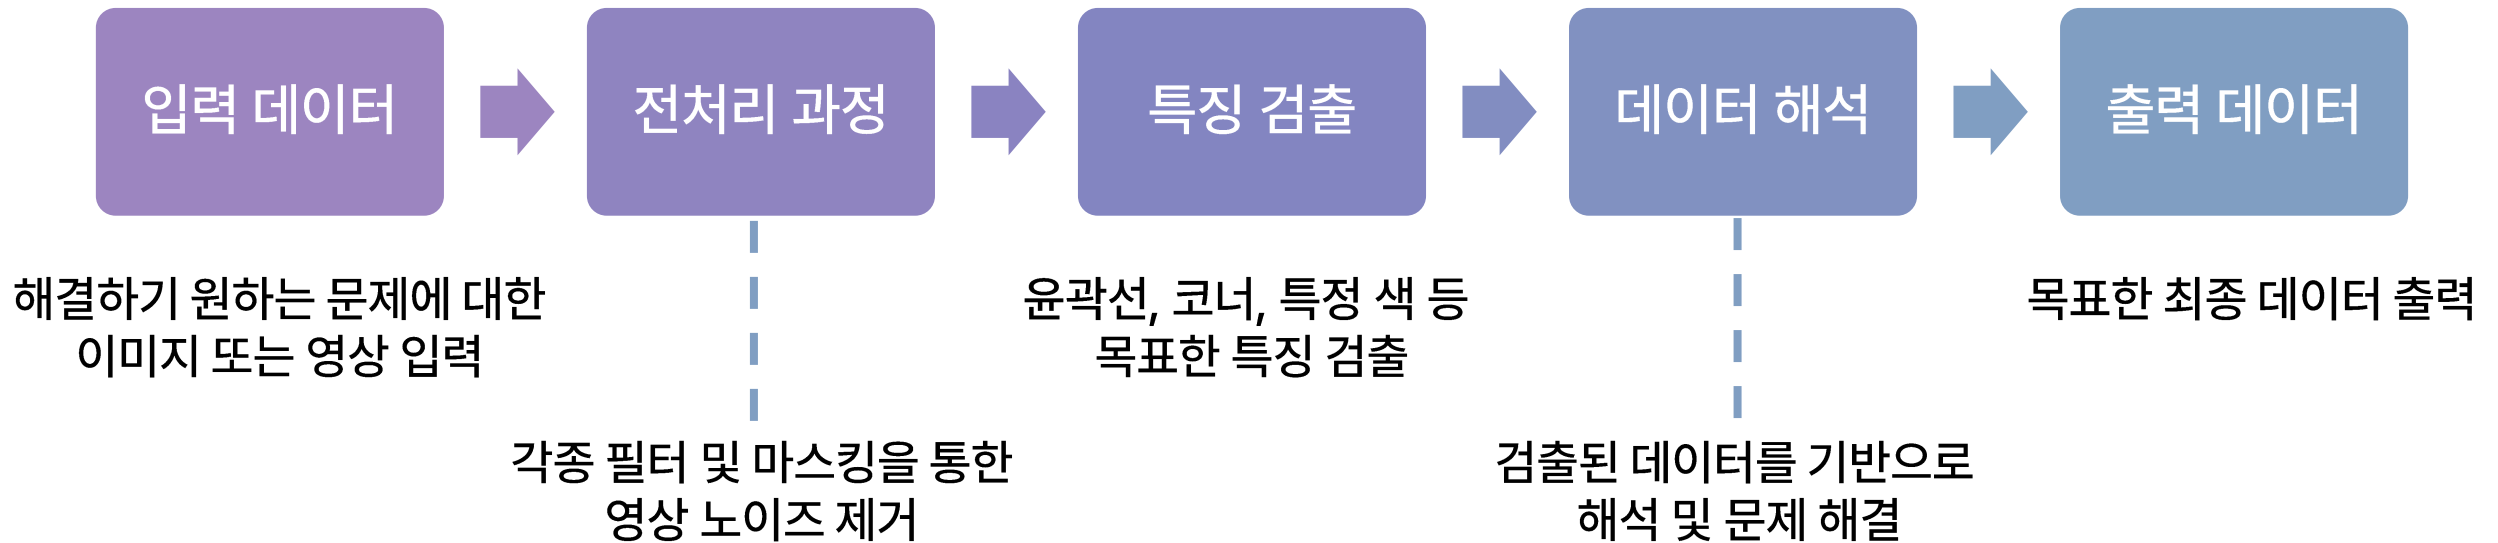 입력 데이터
전처리 과정
특징 검출
데이터 해석
출력 데이터
해결하기 원하는 문제에 대한
이미지 또는 영상 입력
각종 필터 및 마스킹을 통한
영상 노이즈 제거
윤곽선, 코너, 특정색 등
목표한 특징 검출
검출된 데이터를 기반으로
해석 및 문제 해결
목표한 최종 데이터 출력